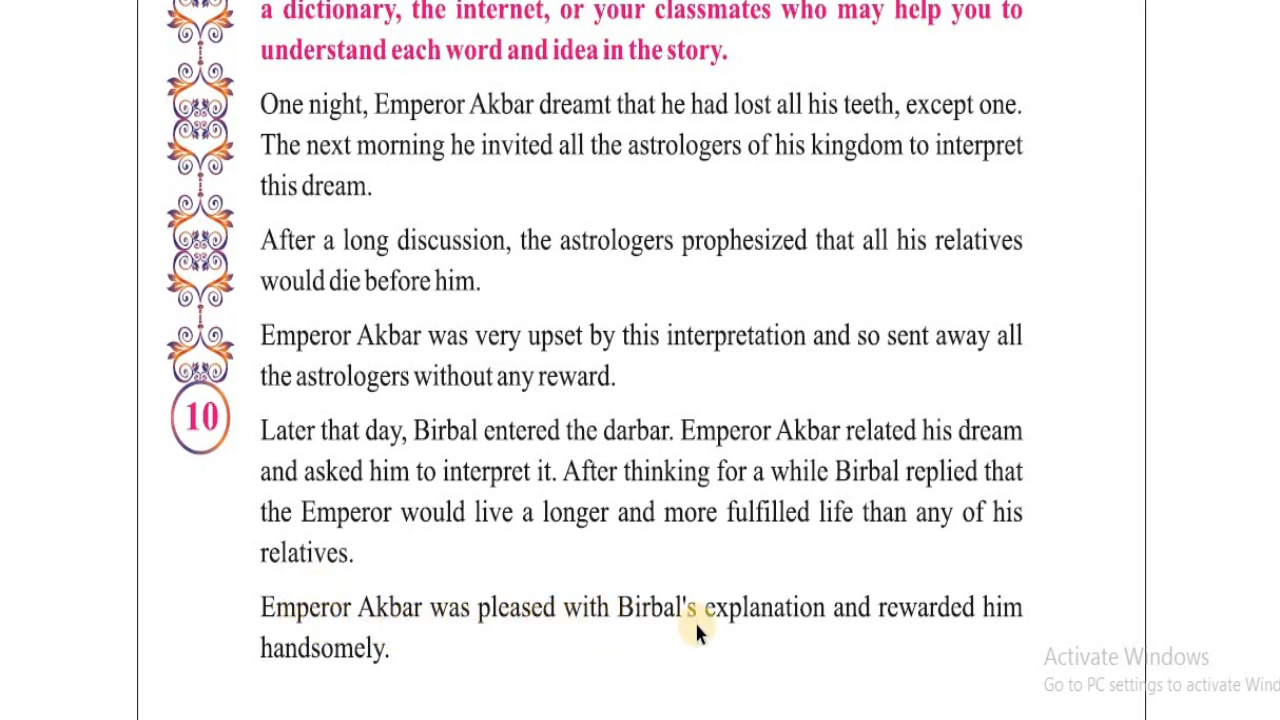 a dictionary, the internet, or your classmates who may help you to
understand each word and idea in the story.
One night, Emperor Akbar dreamt that he had lost all his teeth, except one.
The next morning he invited all the astrologers of his kingdom to interpret
this dream.
After a long discussion, the astrologers prophesized that all his relatives
would die before him.
Emperor Akbar was very upset by this interpretation and so sent away all
the astrologers without any reward.
10
Later that day, Birbal entered the darbar. Emperor Akbar related his dream
and asked him to interpret it. After thinking for a while Birbal replied that
the Emperor would live a longer and more fulfilled life than any of his
relatives.
Emperor Akbar was pleased with Birbal's explanation and rewarded him
handsomely.
Activate Windows
Go to PC settings to activate Wind